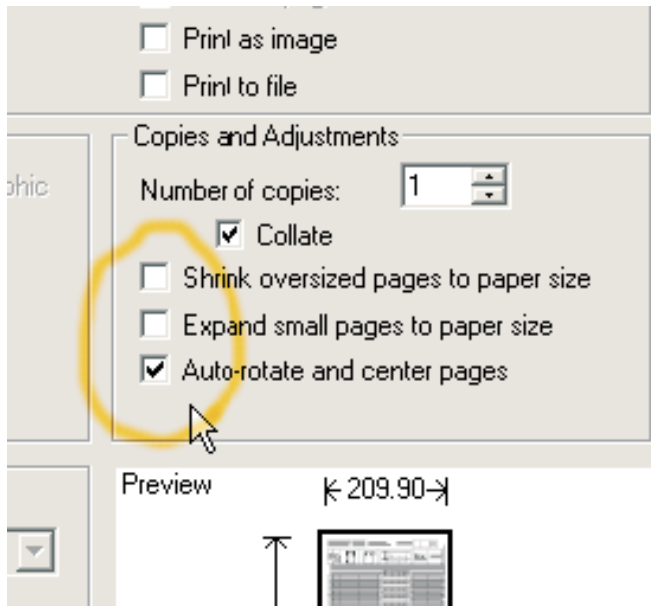 Print as image
Print to file
Copies and Adjustments
phic
Number of copies: 1
Collate
Shrink oversized pages to paper size
Expand small pages to paper size
Auto-rotate and center pages
Preview
209.90